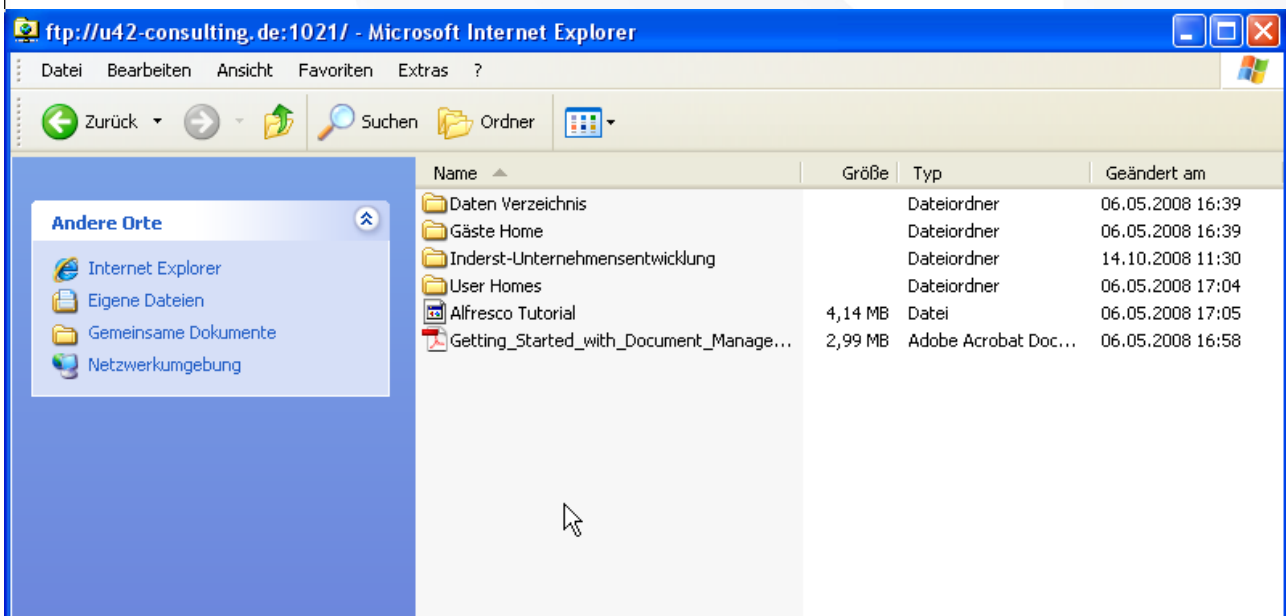 ftp://u42-consulting.de:1021/ - Microsoft Internet Explorer
Datei Bearbeiten Ansicht Favoriten Extras ?
Zurück Suchen Ordner
Name Größe Typ Geändert am
Andere Orte
Internet Explorer
Eigene Dateien
Gemeinsame Dokumente
Netzwerkumgebung
Daten Verzeichnis Dateiordner 06.05.2008 16:39
Gäste Home Dateiordner 06.05.2008 16:39
Inderst-Unternehmensentwicklung Dateiordner 14.10.2008 11:30
User Homes Dateiordner 06.05.2008 17:04
Alfresco Tutorial 4,14 MB Datei 06.05.2008 17:05
Getting_Started_with_Document_Manage... 2,99 MB Adobe Acrobat Doc... 06.05.2008 16:58